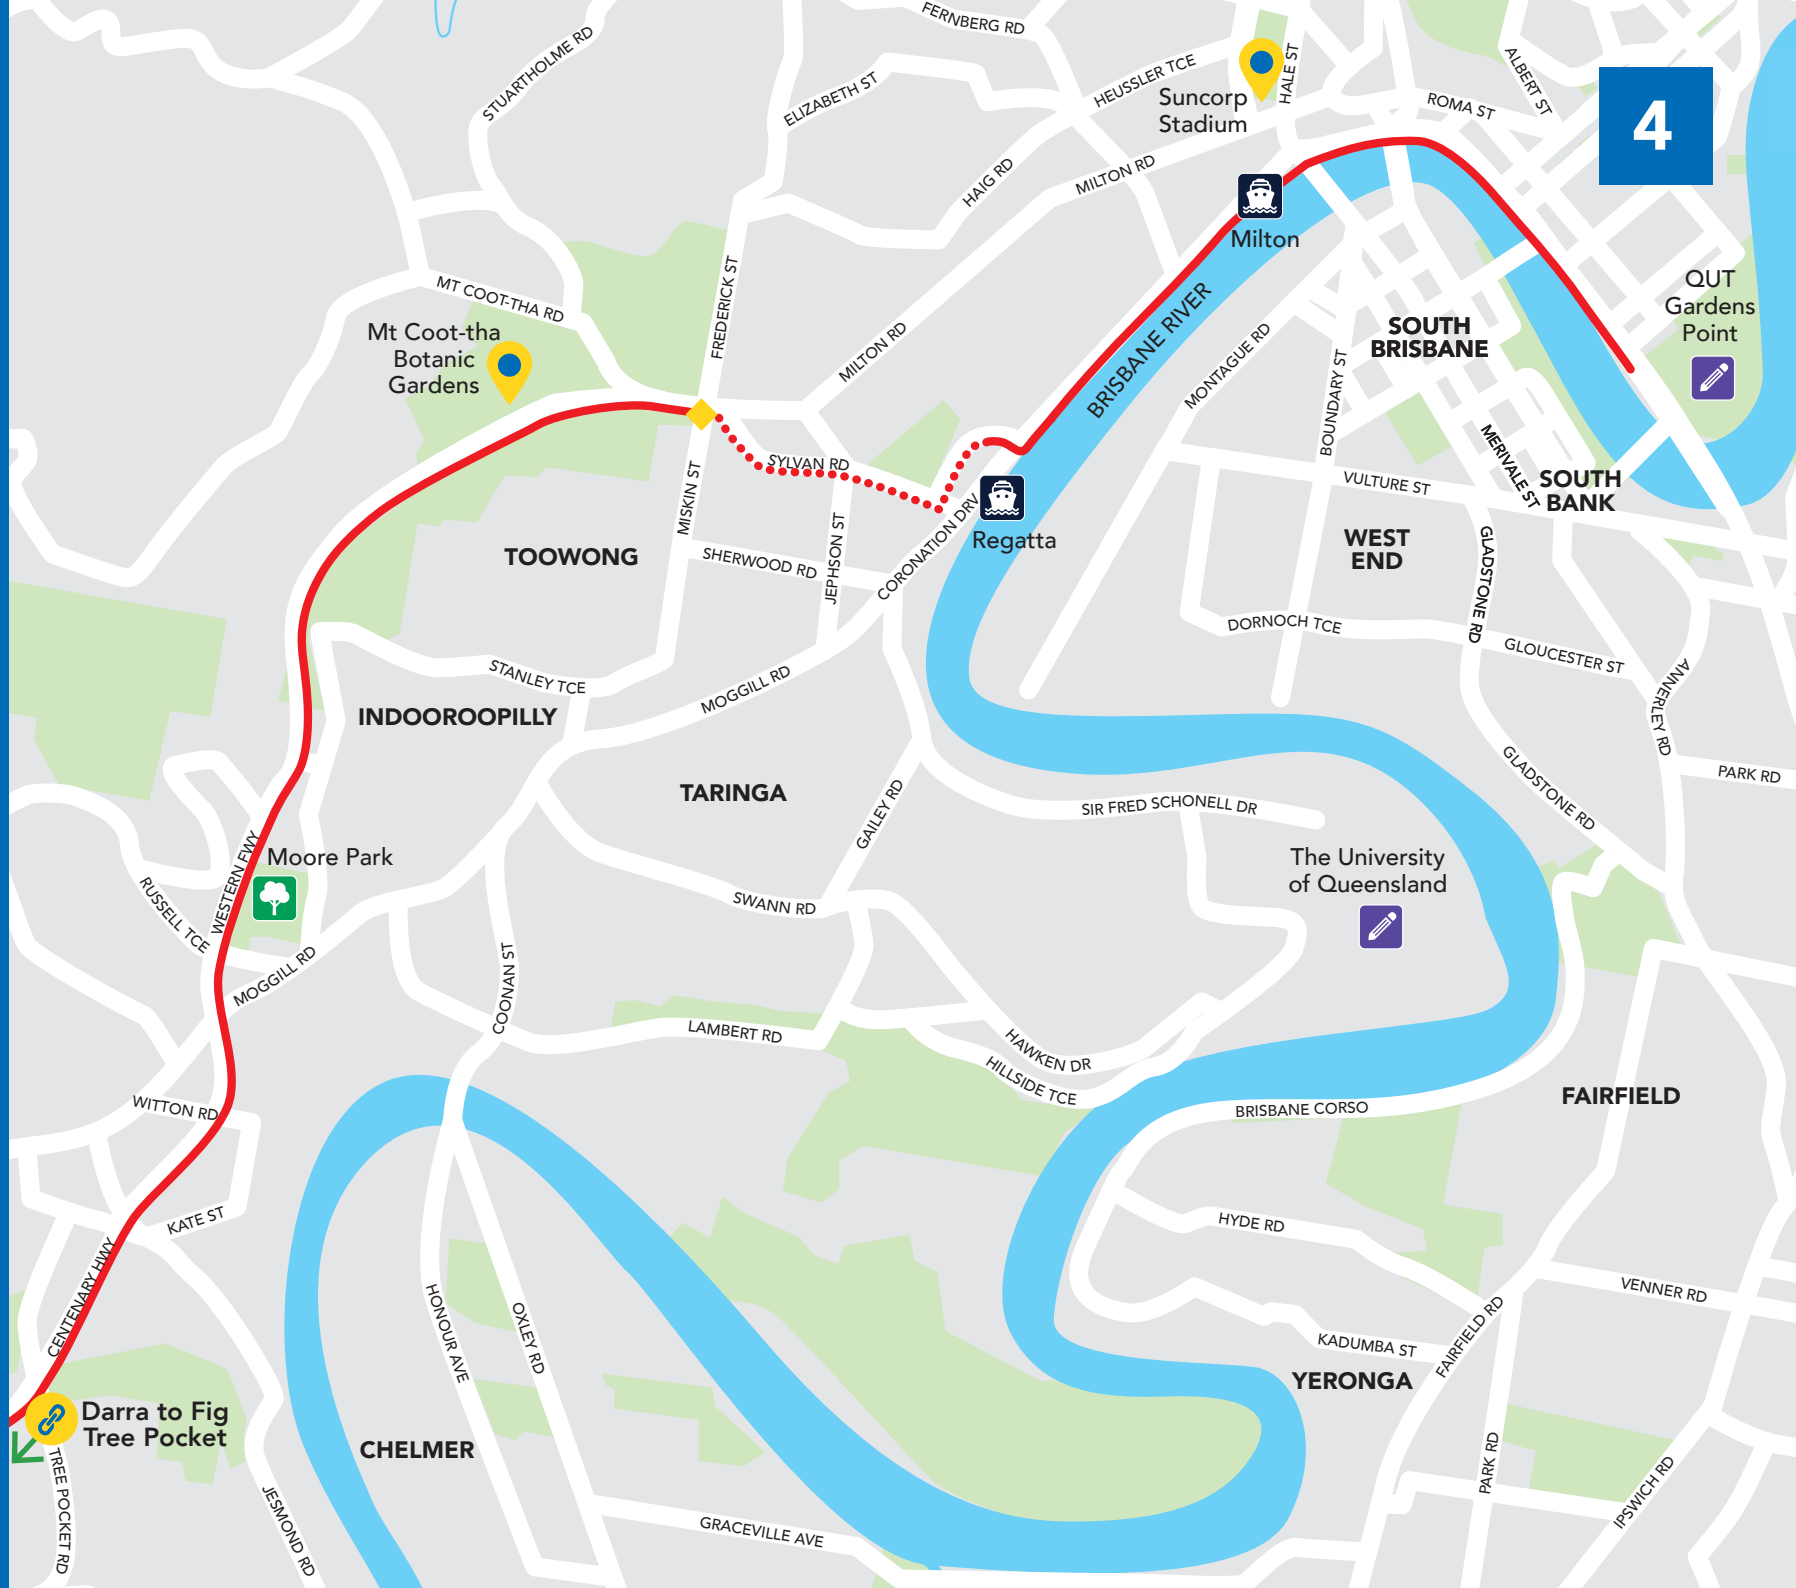 FERNBERG RD
STUARTHOLME RD
ELIZABETH ST
HEUSSLER TCE
HALE ST
ALBERT ST
ROMA ST
4
Suncorp
Stadium
HAIG RD
MILTON RD
Milton
FREDERICK ST
MT COOT-THA RD
Mt Coot-tha
Botanic
Gardens
MILTON RD
BRISBANE RIVER
MONTAGUE RD
BOUNDARY ST
SOUTH
BRISBANE
QUT
Gardens
Point
SYLVAN RD
MISKIN ST
JEPHSON ST
CORONATION DRV
Regatta
VULTURE ST
MERIVALE ST
SOUTH
BANK
TOOWONG
SHERWOOD RD
WEST
END
GLADSTONE RD
DORNOCH TCE
GLOUCESTER ST
ANNERLEY RD
STANLEY TCE
MOGGILL RD
INDOOROOPILLY
TARINGA
GAILEY RD
SIR FRED SCHONELL DR
GLADSTONE RD
PARK RD
WESTERN FWY
Moore Park
RUSSELL TCE
MOGGILL RD
SWANN RD
The University
of Queensland
COONAN ST
LAMBERT RD
HAWKEN DR
HILLSIDE TCE
BRISBANE CORSO
FAIRFIELD
WITTON RD
KATE ST
CENTENARY HWY
HYDE RD
VENNER RD
HONOUR AVE
OXLEY RD
KADUMBA ST
FAIRFIELD RD
YERONGA
Darra to Fig
Tree Pocket
CHELMER
TREE POCKET RD
JESMOND RD
GRACEVILLE AVE
PARK RD
IPSWICH RD